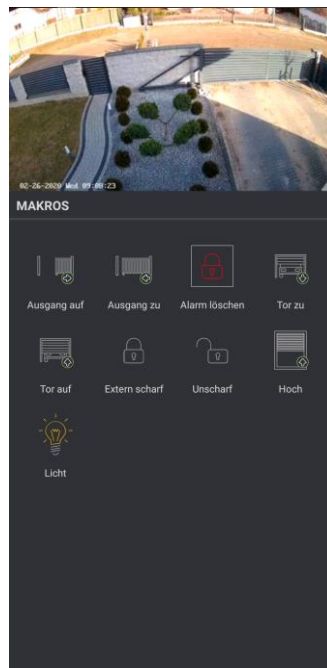 02-26-2020 Wed 09:00:23
MAKROS
Ausgang auf
Ausgang zu
Alarm löschen
Tor zu
Tor auf
Extern scharf
Unscharf
Hoch
Licht